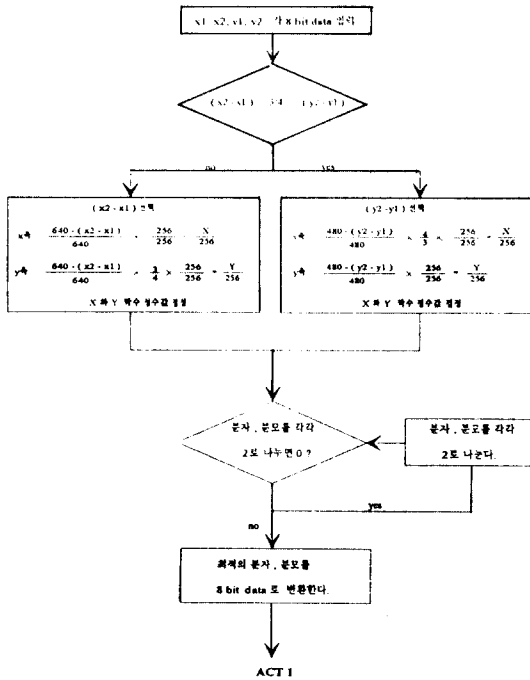 x1, x2, y1, y2 각 8 bit data 입력
(x2-x1) 3/4 (y2-y1)
no
yes
(x2-x1) 선택
x축 640-(x2-x1)/640 × 256/256 = X/256
y축 640-(x2-x1)/640 × 3/4 × 256/256 = Y/256
X 와 Y 약수 정수값 결정
(y2-y1) 선택
x축 480-(y2-y1)/480 × 4/3 × 256/256 = X/256
y축 480-(y2-y1)/480 × 256/256 = Y/256
X 와 Y 약수 정수값 결정
분자, 분모를 각각
2로 나누면 0 ?
분자, 분모를 각각
2로 나눈다.
yes
no
최적의 분자, 분모를
8 bit data 로 변환한다.
ACT 1